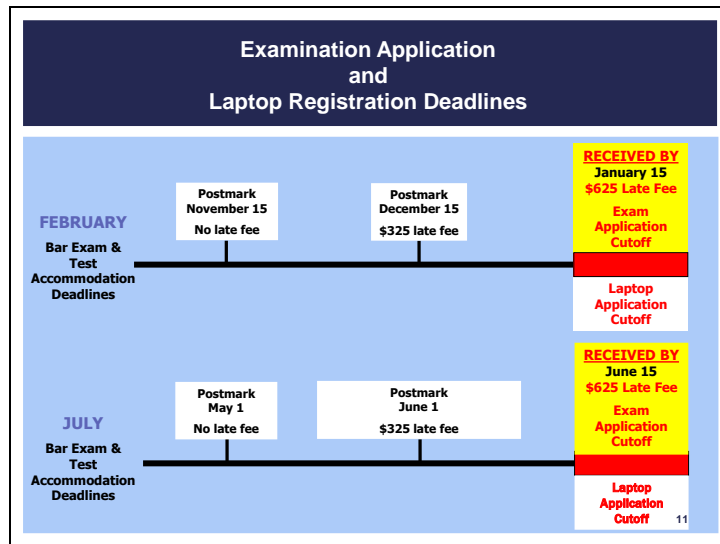 Examination Application
and
Laptop Registration Deadlines
FEBRUARY
Bar Exam &
Test
Accommodation
Deadlines
Postmark
November 15
No late fee
Postmark
December 15
$325 late fee
RECEIVED BY
January 15
$625 Late Fee
Exam
Application
Cutoff
Laptop
Application
Cutoff
JULY
Bar Exam &
Test
Accommodation
Deadlines
Postmark
May 1
No late fee
Postmark
June 1
$325 late fee
RECEIVED BY
June 15
$625 Late Fee
Exam
Application
Cutoff
Laptop
Application
Cutoff
11